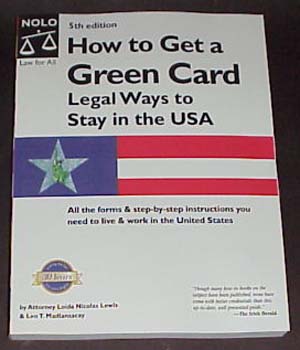 NOLO
Law for All
5th edition
How to Get a
Green Card
Legal Ways to
Stay in the USA
All the forms & step-by-step instructions you
need to live & work in the United States
30 Years
by Attorney Loida Nicolas Lewis
& Len T. Madlansacay
"Though many how-to books on the
subject have been published, none have
come with better credentials than this
up-to-date, well presented guide."
—The Irish Herald